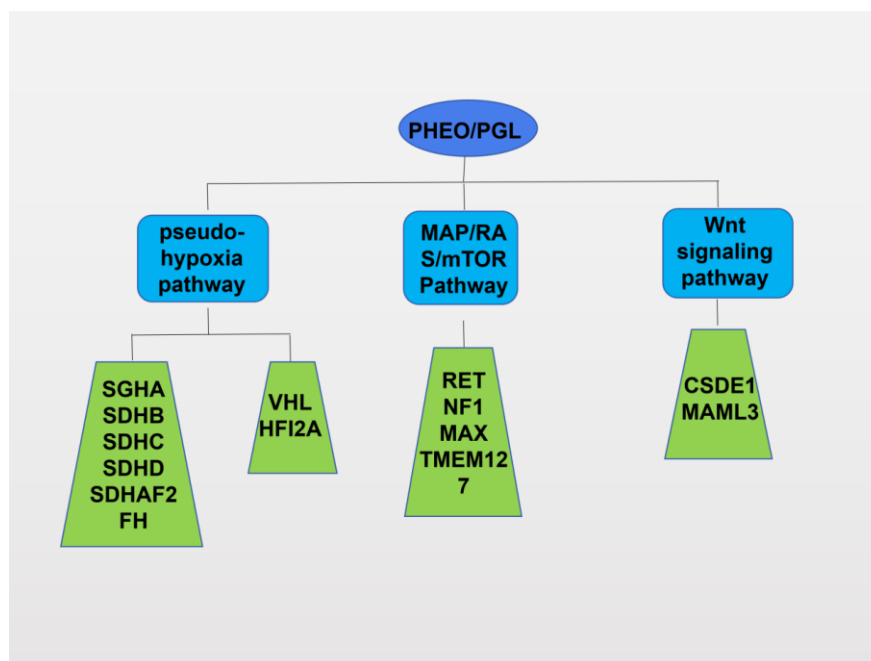 PHEO/PGL
pseudo-
hypoxia
pathway
MAP/RA
S/mTOR
Pathway
Wnt
signaling
pathway
SGHA
SDHB
SDHC
SDHD
SDHAF2
FH
VHL
HFI2A
RET
NF1
MAX
TMEM12
7
CSDE1
MAML3